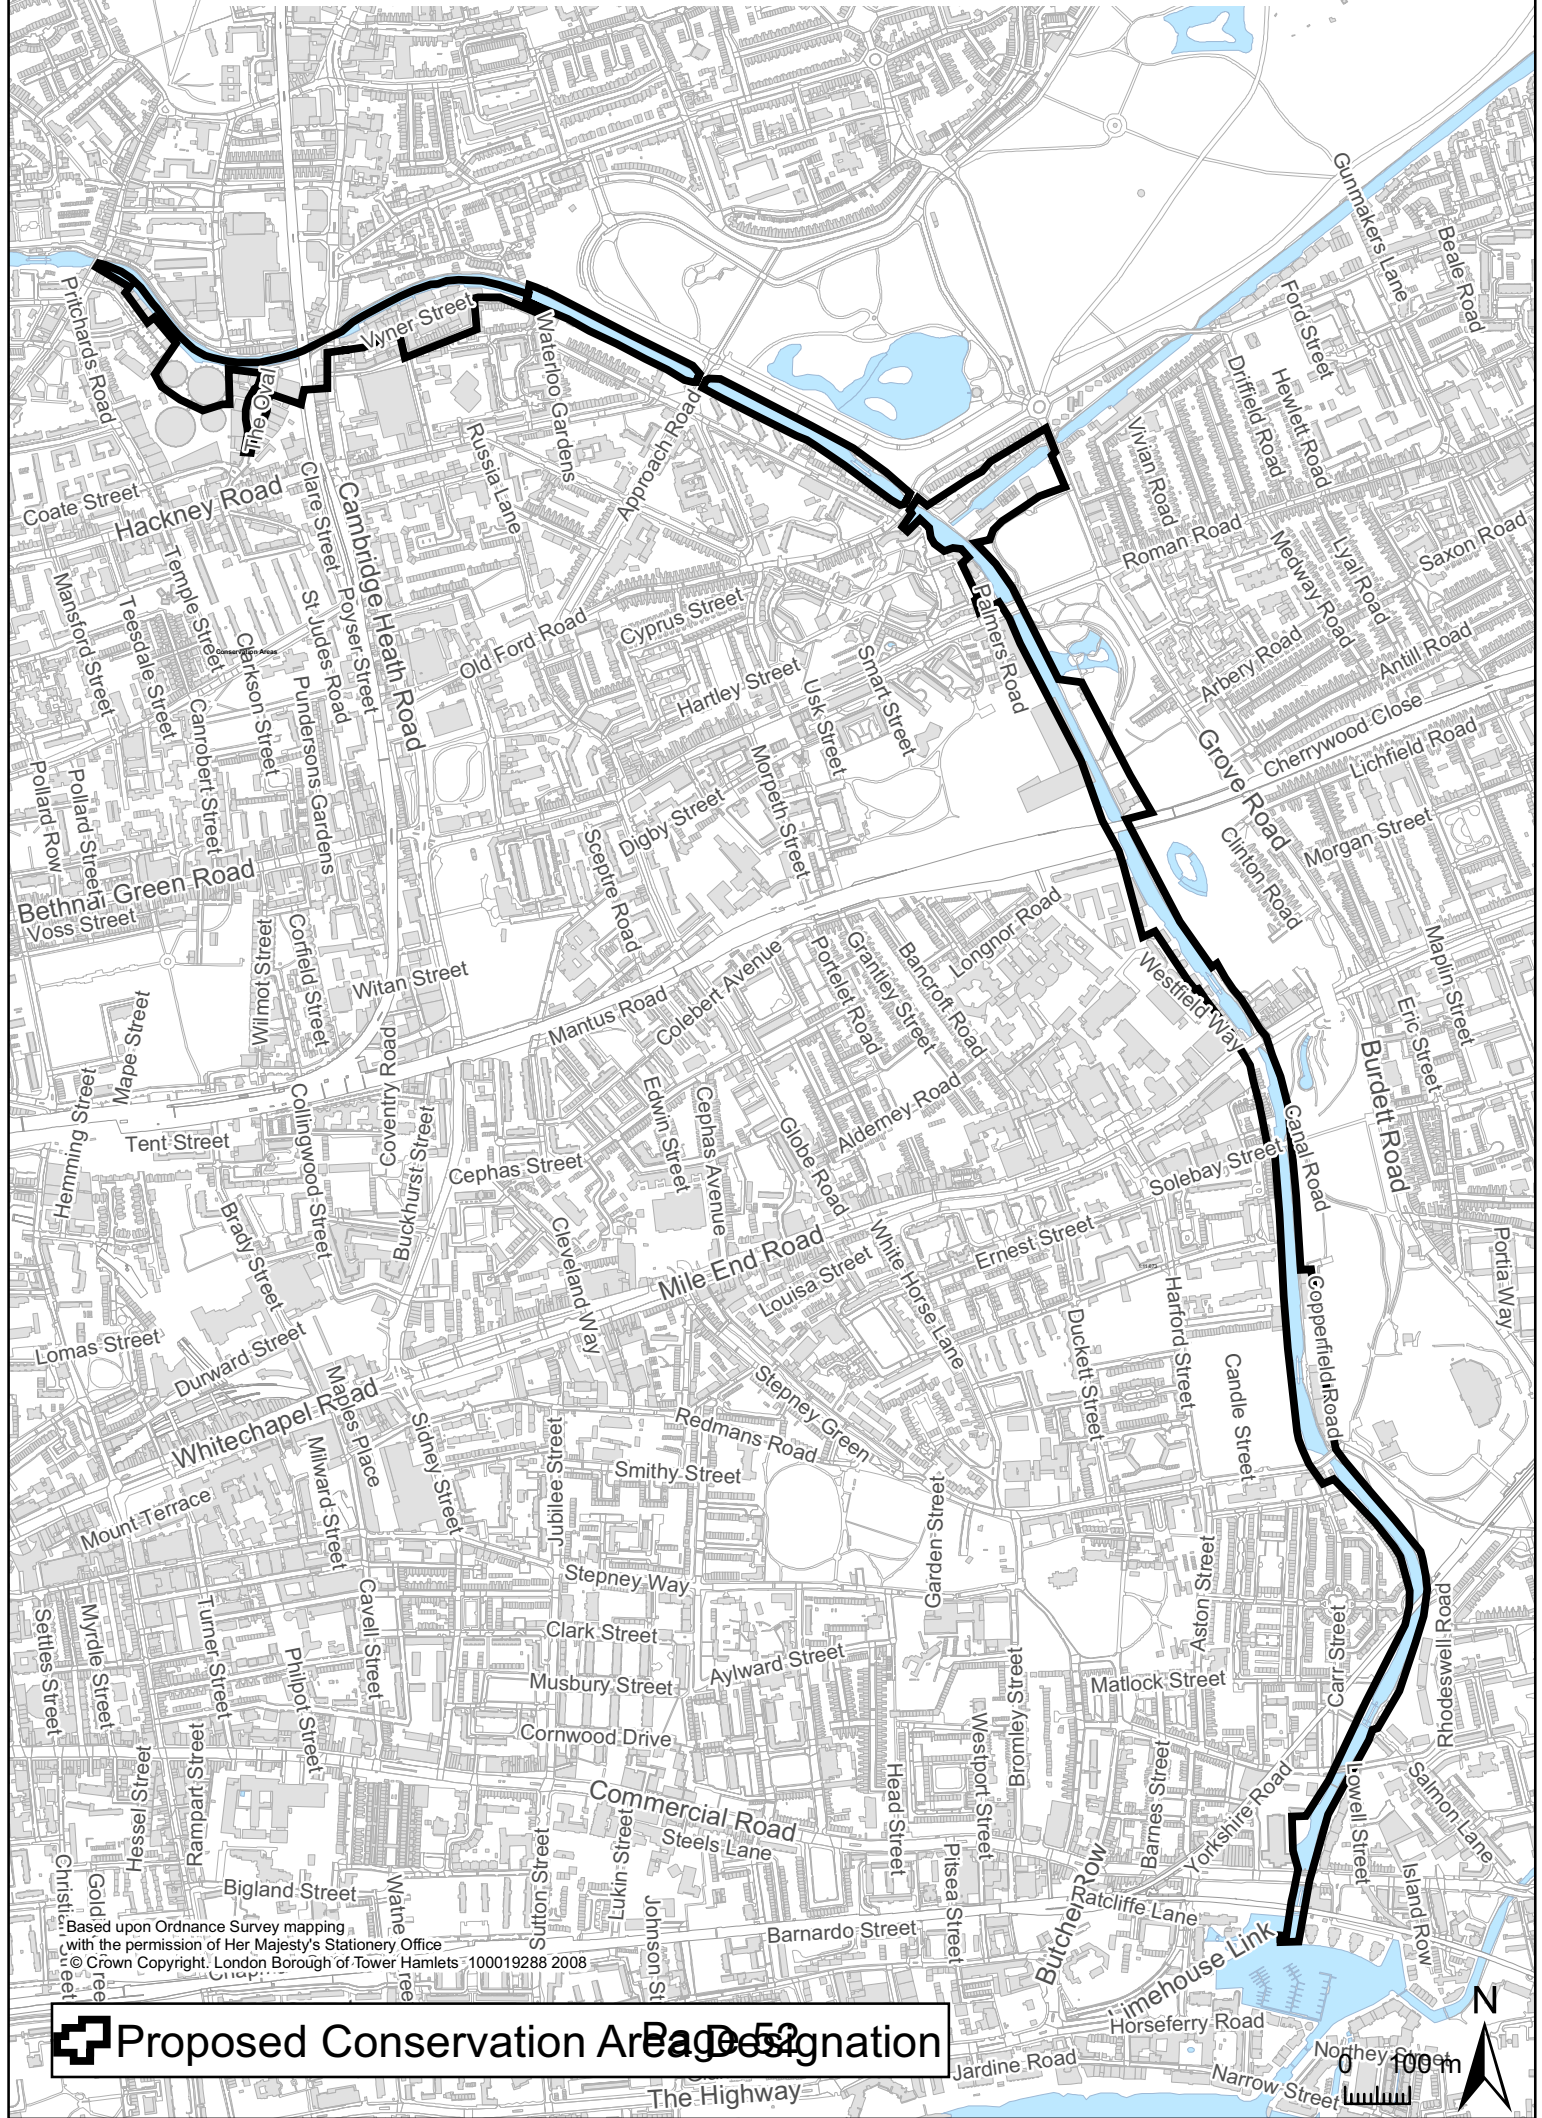 Gunmakers Lane
Beale Road
Pritchards Road
Vyner Street
Waterloo Gardens
Ford Street
Driffield Road
Hewlett Road
The Oval
Approach Road
Russia Lane
Vivian Road
Coate Street
Hackney Road
Clare Street
Cambridge Heath Road
Roman Road
Medway Road
Lyal Road
Saxon Road
Mansford Street
Teesdale Street
Temple Street
Clarkson Street
St Judes Road
Poyser Street
Old Ford Road
Cyprus Street
Palmers Road
Conservation Areas
Hartley Street
Usk Street
Smart Street
Arbery Road
Antill Road
Pollard Row
Pollard Street
Canrobert Street
Pundersons Gardens
Grove Road
Cherrywood Close
Lichfield Road
Digby Street
Morpeth Street
Sceptre Road
Clinton Road
Morgan Street
Bethnal Green Road
Voss Street
Wilmot Street
Corfield Street
Witan Street
Mantus Road
Colebert Avenue
Portelet Road
Grantley Street
Bancroft Road
Longnor Road
Westfield Way
Maplin Street
Eric Street
Burdett Road
Maple Street
Hemming Street
Tent Street
Collingwood Street
Coventry Road
Buckhurst Street
Cephas Street
Edwin Street
Cephas Avenue
Globe Road
Alderney Road
Canal Road
Solebay Street
Brady Street
Cleveland Way
Mile End Road
Louisa Street
White Horse Lane
Ernest Street
Harford Street
Portia Way
Copperfield Road
Lomas Street
Durward Street
Whitechapel Road
Maples Place
Sidney Street
Stepney Green
Duckett Street
Candle Street
Redmans Road
Smithy Street
Jubilee Street
Mount Terrace
Milward Street
Garden Street
Stepney Way
Cavell Street
Aston Street
Carr Street
Rhodeswell Road
Settles Street
Myrdle Street
Turner Street
Philpot Street
Clark Street
Musbury Street
Aylward Street
Matlock Street
Cornwood Drive
Bromley Street
Westport Street
Hessel Street
Rampart Street
Commercial Road
Steels Lane
Head Street
Barnes Street
Yorkshire Road
Lowell Street
Salmon Lane
Bigland Street
Sutton Street
Lukin Street
Pitsea Street
Butcher Row
Ratcliffe Lane
Island Row
Barnardo Street
Limehouse Link
Based upon Ordnance Survey mapping
with the permission of Her Majesty's Stationery Office
© Crown Copyright. London Borough of Tower Hamlets 100019288 2008
Proposed Conservation Area Designation
Page 52
Horseferry Road
Jardine Road
The Highway
Northey Street
Narrow Street
N
0 100 m